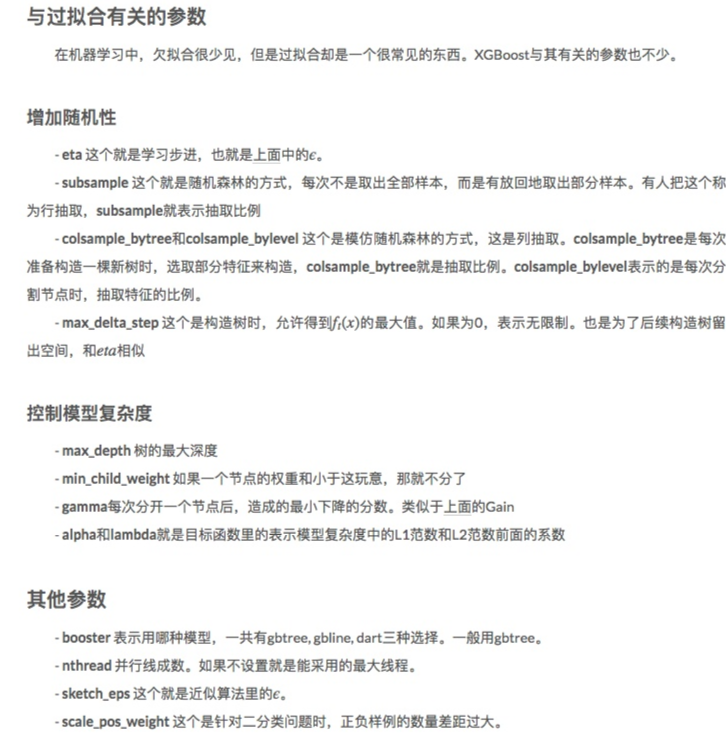 与过拟合有关的参数
在机器学习中，欠拟合很少见，但是过拟合却是一个很常见的东西。XGBoost与其有关的参数也不少。
增加随机性
- eta 这个就是学习步进，也就是上面中的ϵ。
- subsample 这个就是随机森林的方式，每次不是取出全部样本，而是有放回地取出部分样本。有人把这个称
为行抽取，subsample就表示抽取比例
- colsample_bytree和colsample_bylevel 这个是模仿随机森林的方式，这是列抽取。colsample_bytree是每次
准备构造一棵新树时，选取部分特征来构造，colsample_bytree就是抽取比例。colsample_bylevel表示的是每次分
割节点时，抽取特征的比例。
- max_delta_step 这个是构造树时，允许得到f_t(x)的最大值。如果为0，表示无限制。也是为了后续构造树留
出空间，和eta相似
控制模型复杂度
- max_depth 树的最大深度
- min_child_weight 如果一个节点的权重和小于这玩意，那就不分了
- gamma每次分开一个节点后，造成的最小下降的分数。类似于上面的Gain
- alpha和lambda就是目标函数里的表示模型复杂度中的L1范数和L2范数前面的系数
其他参数
- booster 表示用哪种模型，一共有gbtree, gbline, dart三种选择。一般用gbtree。
- nthread 并行线成数。如果不设置就是能采用的最大线程。
- sketch_eps 这个就是近似算法里的ϵ。
- scale_pos_weight 这个是针对二分类问题时，正负样例的数量差距过大。